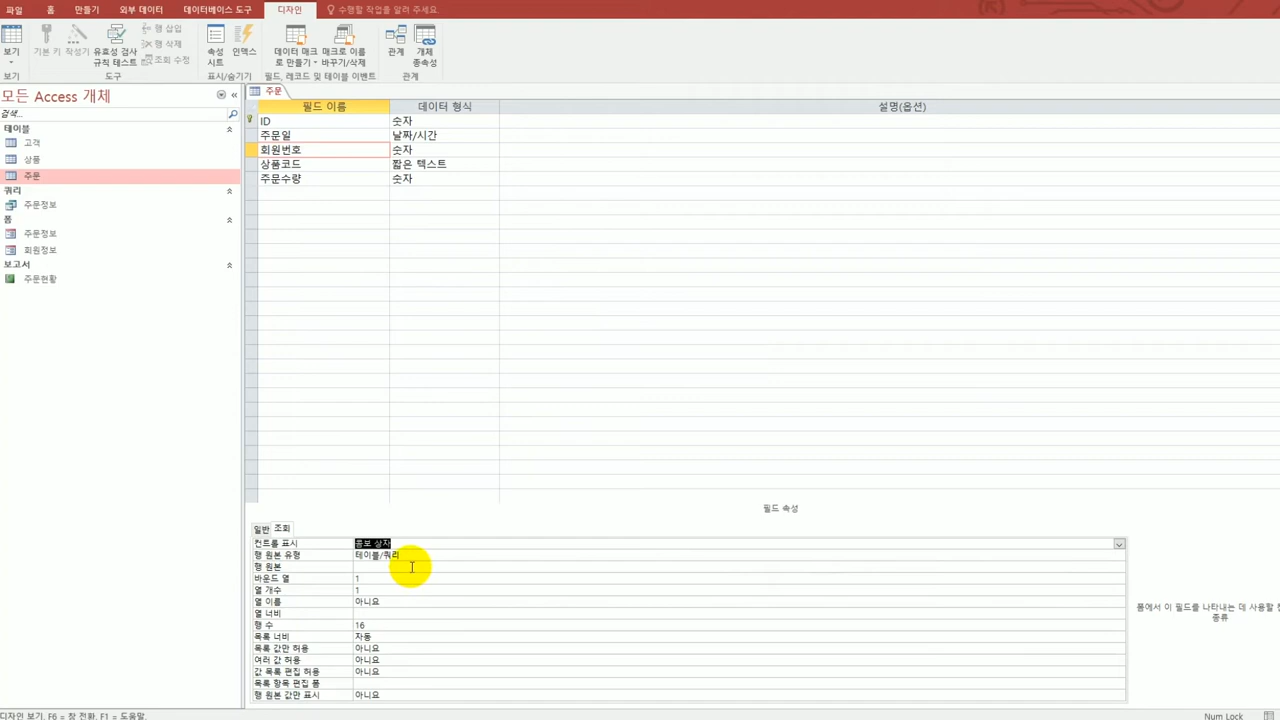 파일 홈 만들기 외부 데이터 데이터베이스 도구 디자인 수행할 작업을 알려 주세요.
보기 기본 키 작성기 유효성 검사 규칙 테스트 행 삽입 행 삭제 조회 수정 속성 시트 인덱스 데이터 매크로 만들기 매크로 이름 바꾸기/삭제 관계 개체 종속성
보기 도구 표시/숨기기 필드, 레코드 및 테이블 이벤트 관계
모든 Access 개체 «
검색...
테이블
고객
상품
주문
쿼리
주문정보
폼
주문정보
회원정보
보고서
주문현황
주문
필드 이름 데이터 형식 설명(옵션)
ID 숫자
주문일 날짜/시간
회원번호 숫자
상품코드 짧은 텍스트
주문수량 숫자
필드 속성
일반 조회
컨트롤 표시 콤보 상자
행 원본 유형 테이블/쿼리
행 원본
바운드 열 1
열 개수 1
열 이름 아니요
열 너비
행 수 16
목록 너비 자동
목록 값만 허용 아니요
여러 값 허용 아니요
값 목록 편집 허용 아니요
목록 항목 편집 폼
행 원본 값만 표시 아니요
폼에서 이 필드를 나타내는 데 사용할
종류
디자인 보기. F6 = 창 전환. F1 = 도움말. Num Lock